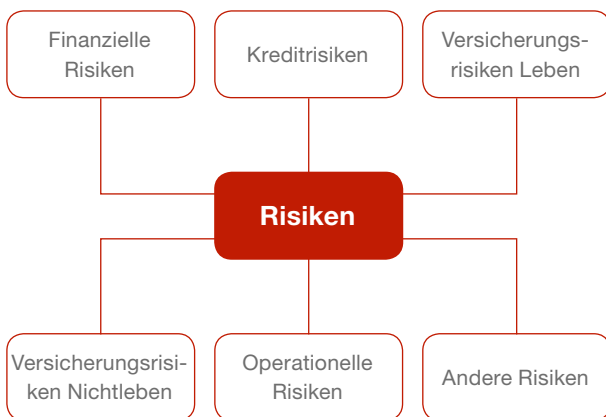 Finanzielle
Risiken
Kreditrisiken
Versicherungs-
risiken Leben
Risiken
Versicherungsrisi-
ken Nichtleben
Operationelle
Risiken
Andere Risiken